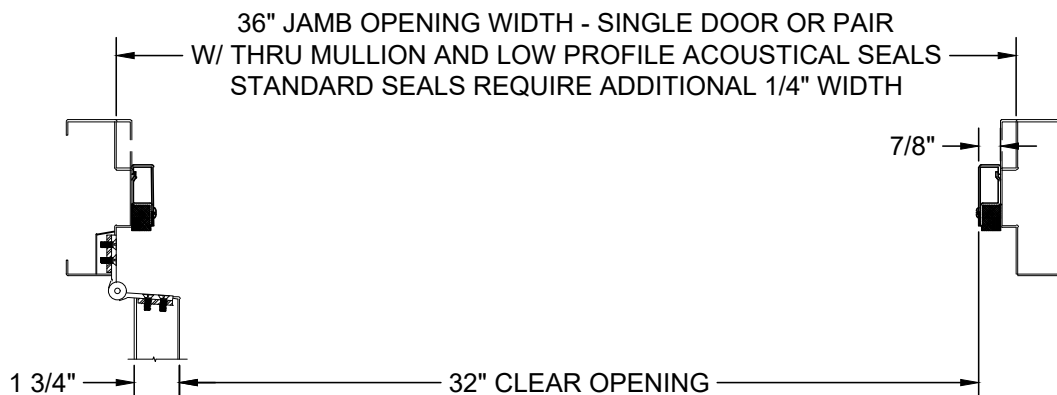 36" JAMB OPENING WIDTH - SINGLE DOOR OR PAIR
W/ THRU MULLION AND LOW PROFILE ACOUSTICAL SEALS
STANDARD SEALS REQUIRE ADDITIONAL 1/4" WIDTH
7/8"
1 3/4"
32" CLEAR OPENING